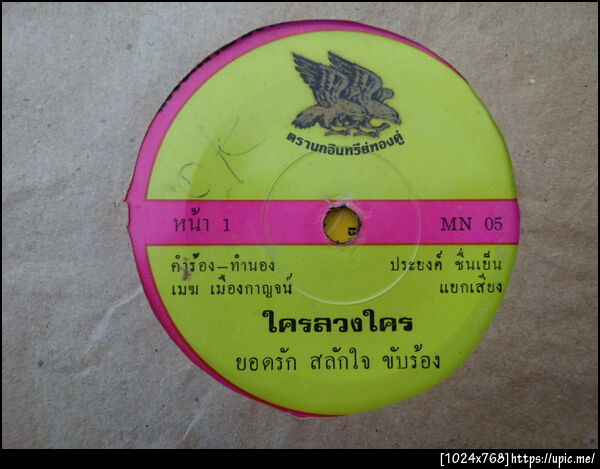 ตรานกอินทรีย์ทองคู่
หน้า 1 MN 05
คำร้อง-ทำนอง ประยงค์ ชื่นเย็น
เมฆ เมืองกาญจน์ แยกเสียง
ใครลวงใคร
ยอดรัก สลักใจ ขับร้อง
[1024x768]https://upic.me/